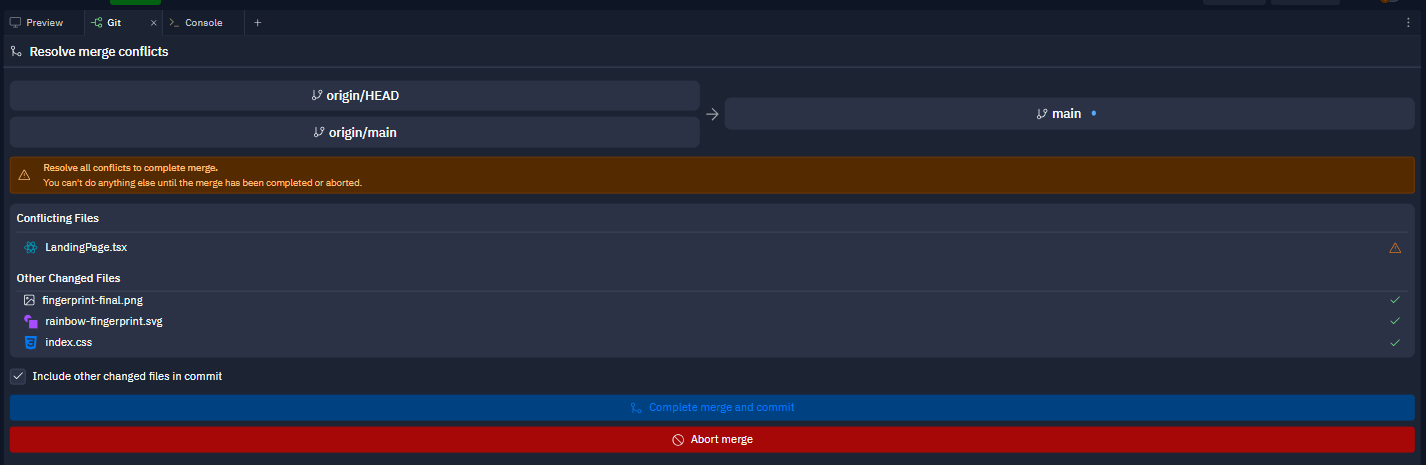 Preview
Git
Console
Resolve merge conflicts
origin/HEAD
origin/main
main
Resolve all conflicts to complete merge.
You can't do anything else until the merge has been completed or aborted.
Conflicting Files
LandingPage.tsx
Other Changed Files
fingerprint-final.png
rainbow-fingerprint.svg
index.css
Include other changed files in commit
Complete merge and commit
Abort merge